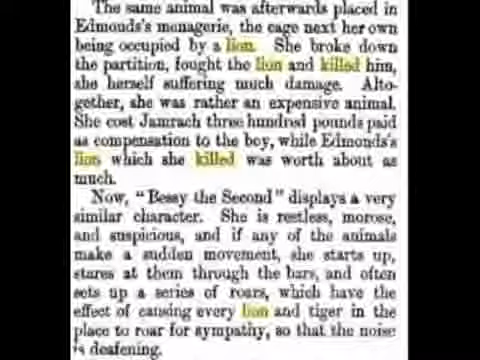 The same animal was afterwards placed in
Edmonds's menagerie, the cage next her own
being occupied by a lion. She broke down
the partition, fought the lion and killed him,
she herself suffering much damage. Alto-
gether, she was rather an expensive animal.
She cost Jamrach three hundred pounds paid
as compensation to the boy, while Edmonds's
lion which she killed was worth about as
much.
Now, "Bessy the Second" displays a very
similar character. She is restless, morose,
and suspicious, and if any of the animals
make a sudden movement, she starts up,
stares at them through the bars, and often
sets up a series of roars, which have the
effect of causing every lion and tiger in the
place to roar for sympathy, so that the noise
is deafening.